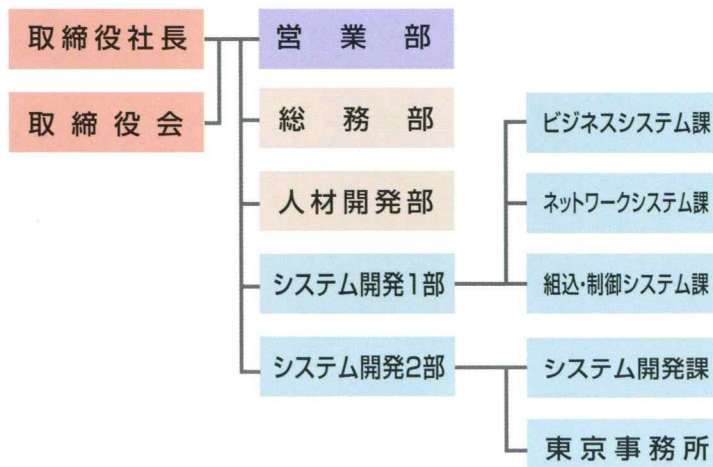 取締役社長
取締役会
営業部
総務部
人材開発部
システム開発1部
システム開発2部
ビジネスシステム課
ネットワークシステム課
組込・制御システム課
システム開発課
東京事務所